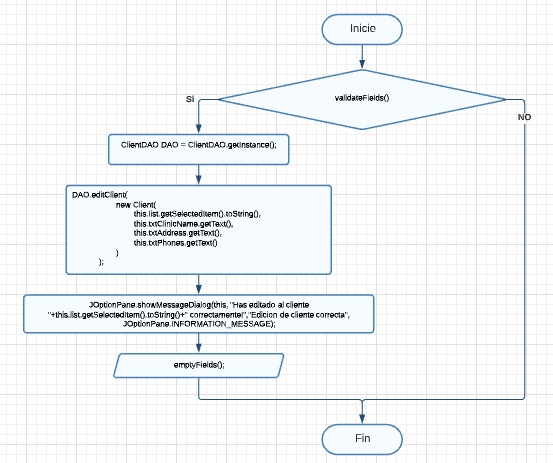 Inicio
validateFields()
SI
NO
ClientDAO DAO = ClientDAO.getInstance();
DAO.editClient(
new Client(
this.list.getSelectedItem().toString(),
this.txtClinicName.getText(),
this.txtAddress.getText(),
this.txtPhones.getText()
)
);
JOptionPane.showMessageDialog(this, "Has editado al cliente
"+this.list.getSelectedItem().toString()+" correctamente!","Edicion de cliente correcta",
JOptionPane.INFORMATION_MESSAGE);
emptyFields();
Fin